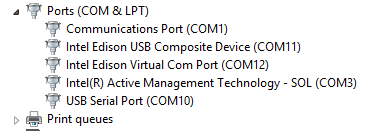 Ports (COM & LPT)
Communications Port (COM1)
Intel Edison USB Composite Device (COM11)
Intel Edison Virtual Com Port (COM12)
Intel(R) Active Management Technology - SOL (COM3)
USB Serial Port (COM10)
Print queues